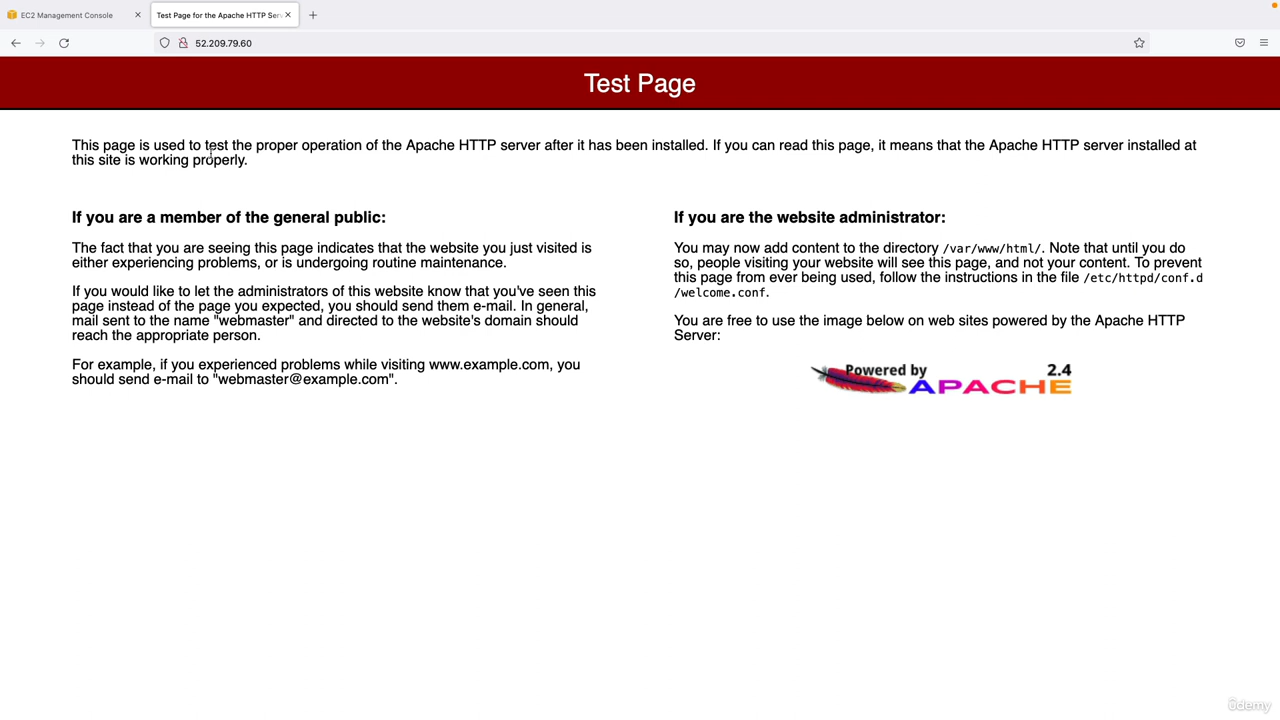 EC2 Management Console
Test Page for the Apache HTTP Ser
52.209.79.60
Test Page
This page is used to test the proper operation of the Apache HTTP server after it has been installed. If you can read this page, it means that the Apache HTTP server installed at
this site is working properly.
If you are a member of the general public:
The fact that you are seeing this page indicates that the website you just visited is
either experiencing problems, or is undergoing routine maintenance.
If you would like to let the administrators of this website know that you've seen this
page instead of the page you expected, you should send them e-mail. In general,
mail sent to the name "webmaster" and directed to the website's domain should
reach the appropriate person.
For example, if you experienced problems while visiting www.example.com, you
should send e-mail to "webmaster@example.com".
If you are the website administrator:
You may now add content to the directory /var/www/html/. Note that until you do
so, people visiting your website will see this page, and not your content. To prevent
this page from ever being used, follow the instructions in the file /etc/httpd/conf.d
/welcome.conf.
You are free to use the image below on web sites powered by the Apache HTTP
Server:
Powered by 2.4
APACHE
ûdemy